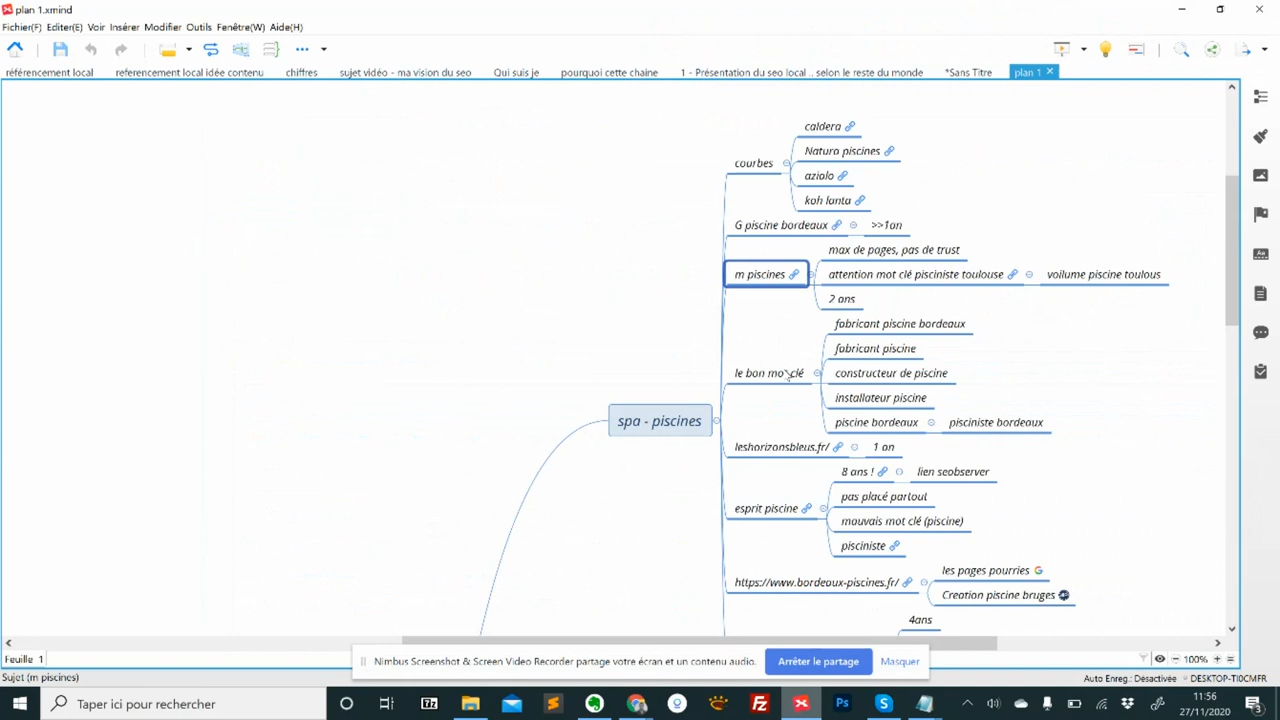 plan 1.xmind
Fichier(F) Editer(E) Voir Insérer Modifier Outils Fenêtre(W) Aide(H)
référencement local referencement local idée contenu chiffres sujet vidéo - ma vision du seo Qui suis je pourquoi cette chaine 1 - Présentation du seo local .. selon le reste du monde *Sans Titre plan 1
caldera
Natura piscines
courbes
aziolo
koh lanta
G piscine bordeaux >>1an
max de pages, pas de trust
m piscines attention mot clé pisciniste toulouse voilume piscine toulous
2 ans
fabricant piscine bordeaux
fabricant piscine
le bon mot clé constructeur de piscine
installateur piscine
piscine bordeaux pisciniste bordeaux
spa - piscines
leshorizonsbleus.fr/ 1 an
8 ans ! lien seobserver
pas placé partout
esprit piscine
mauvais mot clé (piscine)
pisciniste
les pages pourries
https://www.bordeaux-piscines.fr/
Creation piscine bruges
4ans
Feuille 1
Nimbus Screenshot & Screen Video Recorder partage votre écran et un contenu audio. Arrêter le partage Masquer
100%
Sujet (m piscines) Auto Enreg.: Désactivée DESKTOP-TI0CMFR
Taper ici pour rechercher
11:56
27/11/2020